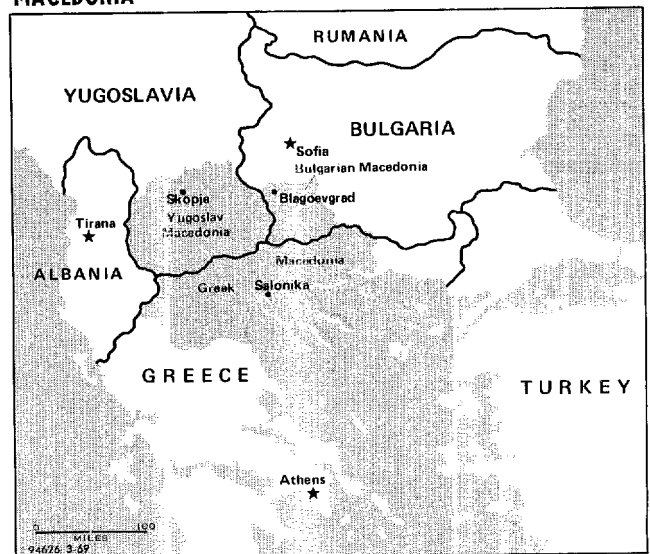 MACEDONIA
RUMANIA
YUGOSLAVIA
BULGARIA
Sofia
Bulgarian Macedonia
Skopje
Blagoevgrad
Yugoslav
Macedonia
Tirana
ALBANIA
Macedonia
Greek
Salonika
GREECE
TURKEY
Athens
0 100
MILES
94626 3-69